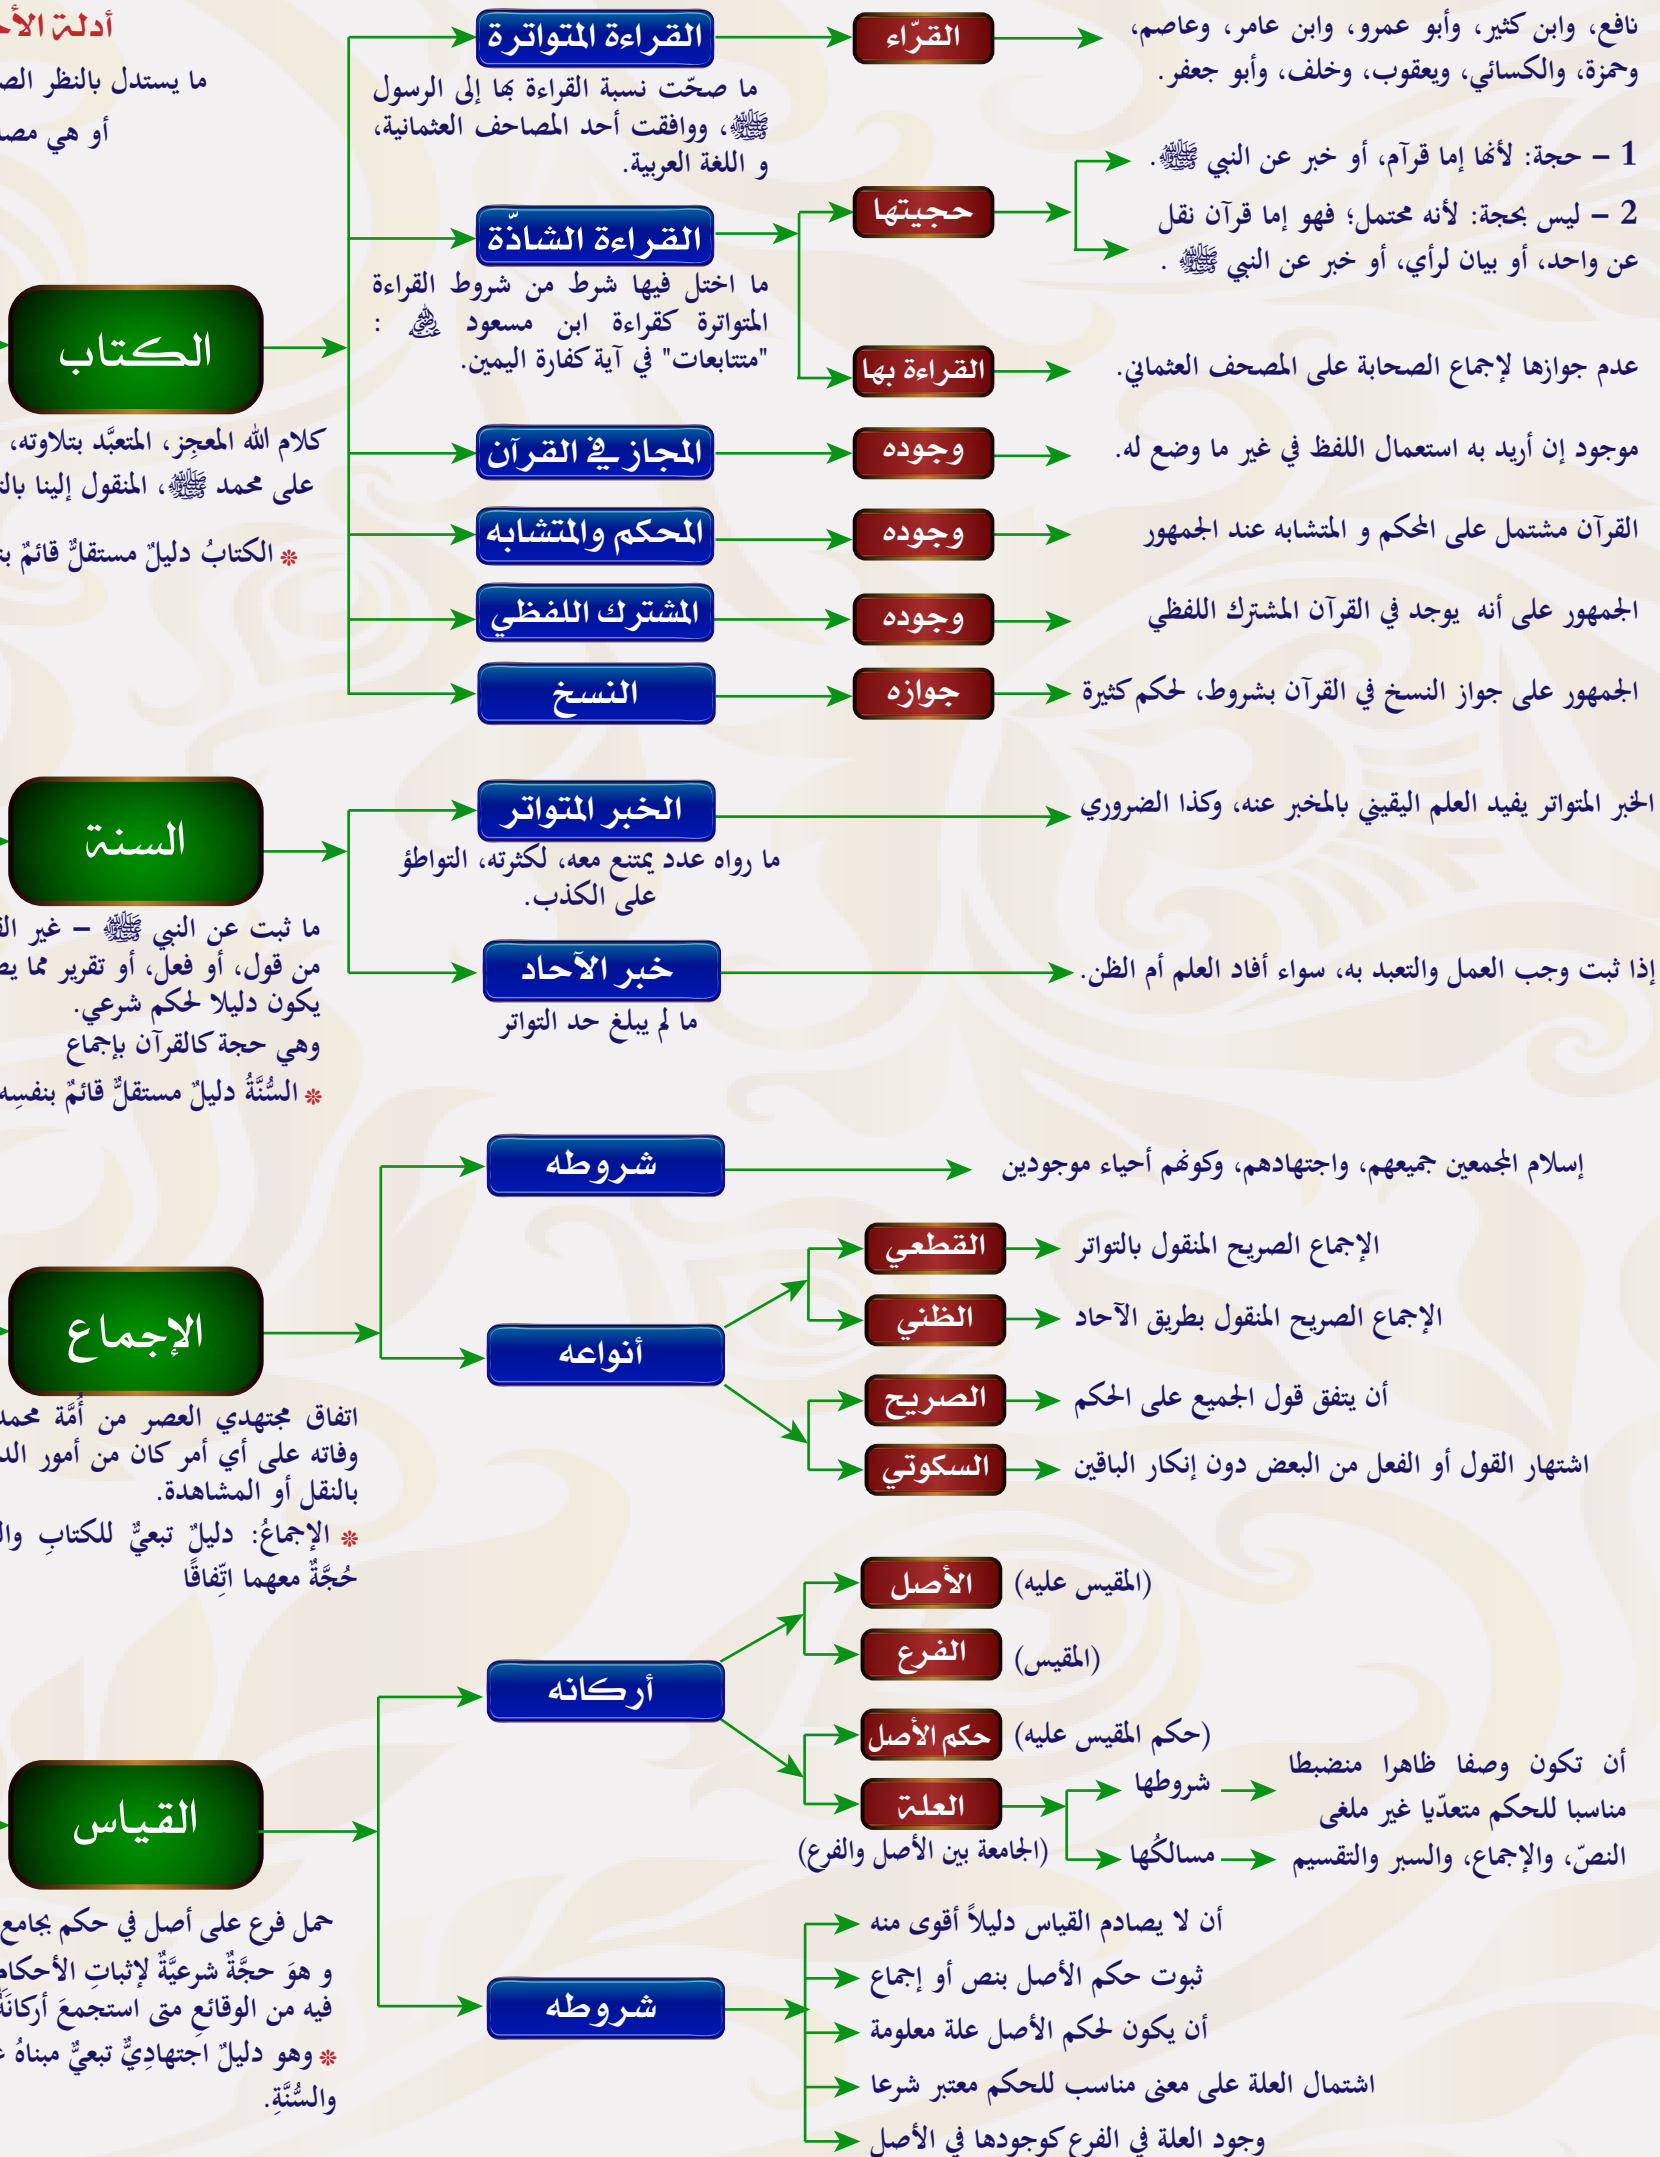 أدلة
ما يستدل بالنظر
أو هي
القراءة المتواترة
القرّاء
نافع، وابن كثير، وأبو عمرو، وابن عامر، وعاصم،
وحمزة، والكسائي، ويعقوب، وخلف، وأبو جعفر.
ما صحّت نسبة القراءة بها إلى الرسول
ﷺ، ووافقت أحد المصاحف العثمانية،
و اللغة العربية.
القراءة الشاذّة
حجيتها
1 – حجة: لأنها إما قرآم، أو خبر عن النبي ﷺ.
2 – ليس بحجة: لأنه محتمل؛ فهو إما قرآن نقل
عن واحد، أو بيان لرأي، أو خبر عن النبي ﷺ .
ما اختل فيها شرط من شروط القراءة
المتواترة كقراءة ابن مسعود رضي الله عنه :
"متتابعات" في آية كفارة اليمين.
القراءة بها
عدم جوازها لإجماع الصحابة على المصحف العثماني.
الكتاب
كلام الله المعجِز، المتعبَّد بتلاوته،
على محمد ﷺ، المنقول إلينا
* الكتابُ دليلٌ مستقلٌّ قائمٌ
المجاز في القرآن
وجوده
موجود إن أريد به استعمال اللفظ في غير ما وضع له.
المحكم والمتشابه
وجوده
القرآن مشتمل على المحكم و المتشابه عند الجمهور
المشترك اللفظي
وجوده
الجمهور على أنه يوجد في القرآن المشترك اللفظي
النسخ
جوازه
الجمهور على جواز النسخ في القرآن بشروط، لحكم كثيرة
السنة
ما ثبت عن النبي ﷺ – غير
من قول، أو فعل، أو تقرير مما
يكون دليلا لحكم شرعي.
وهي حجة كالقرآن بإجماع
* السُّنَّةُ دليلٌ مستقلٌّ قائمٌ بنفسِه
الخبر المتواتر
الخبر المتواتر يفيد العلم اليقيني بالمخبر عنه، وكذا الضروري
ما رواه عدد يمتنع معه، لكثرته، التواطؤ
على الكذب.
خبر الآحاد
إذا ثبت وجب العمل والتعبد به، سواء أفاد العلم أم الظن.
ما لم يبلغ حد التواتر
الإجماع
اتفاق مجتهدي العصر من أُمَّة محمد
وفاته على أي أمر كان من أمور
بالنقل أو المشاهدة.
* الإجماعُ: دليلٌ تبعيٌّ للكتابِ
حُجَّةٌ معهما اتِّفاقًا
شروطه
إسلام المجمعين جميعهم، واجتهادهم، وكونهم أحياء موجودين
أنواعه
القطعي
الإجماع الصريح المنقول بالتواتر
الظني
الإجماع الصريح المنقول بطريق الآحاد
الصريح
أن يتفق قول الجميع على الحكم
السكوتي
اشتهار القول أو الفعل من البعض دون إنكار الباقين
القياس
حمل فرع على أصل في حكم بجامع
و هوَ حجَّةٌ شرعيَّةٌ لإثباتِ الأحكامِ
فيه من الوقائعِ متى استجمعَ أركانَهُ
* وهو دليلٌ اجتهادِيٌّ تبعيٌّ مبناهُ
والسُّنَّةِ.
أركانه
الأصل
(المقيس عليه)
الفرع
(المقيس)
حكم الأصل
(حكم المقيس عليه)
العلة
(الجامعة بين الأصل والفرع)
شروطها
أن تكون وصفا ظاهرا منضبطا
مناسبا للحكم متعدّيا غير ملغى
مسالكُها
النصّ، والإجماع، والسبر والتقسيم
شروطه
أن لا يصادم القياس دليلاً أقوى منه
ثبوت حكم الأصل بنص أو إجماع
أن يكون لحكم الأصل علة معلومة
اشتمال العلة على معنى مناسب للحكم معتبر شرعا
وجود العلة في الفرع كوجودها في الأصل